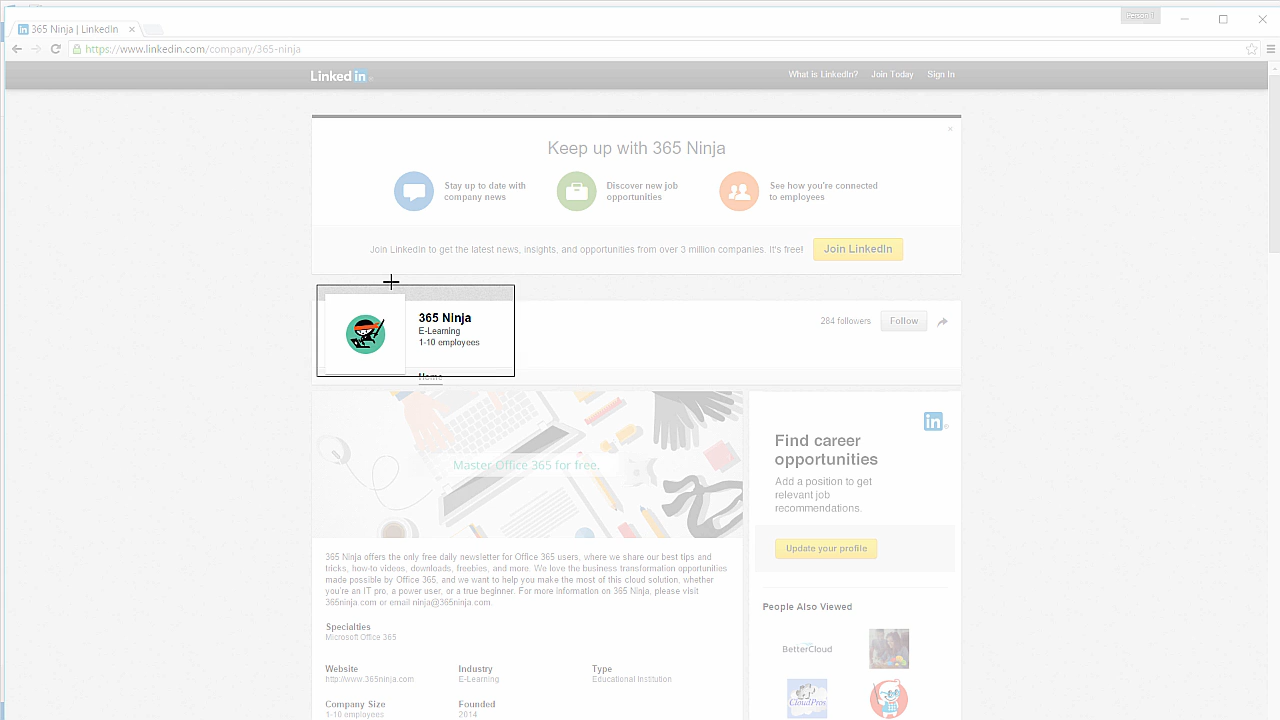 Person 1
365 Ninja | LinkedIn
https://www.linkedin.com/company/365-ninja
Linked in
What is LinkedIn? Join Today Sign In
Keep up with 365 Ninja
Stay up to date with
company news
Discover new job
opportunities
See how you're connected
to employees
Join LinkedIn to get the latest news, insights, and opportunities from over 3 million companies. It's free!
Join LinkedIn
365 Ninja
E-Learning
1-10 employees
284 followers
Follow
Home
Master Office 365 for free.
in
Find career
opportunities
Add a position to get
relevant job
recommendations.
Update your profile
365 Ninja offers the only free daily newsletter for Office 365 users, where we share our best tips and
tricks, how-to videos, downloads, freebies, and more. We love the business transformation opportunities
made possible by Office 365, and we want to help you make the most of this cloud solution, whether
you're an IT pro, a power user, or a true beginner. For more information on 365 Ninja, please visit
365ninja.com or email ninja@365ninja.com.
Specialties
Microsoft Office 365
Website
http://www.365ninja.com
Industry
E-Learning
Type
Educational Institution
Company Size
1-10 employees
Founded
2014
People Also Viewed
BetterCloud
CloudPros